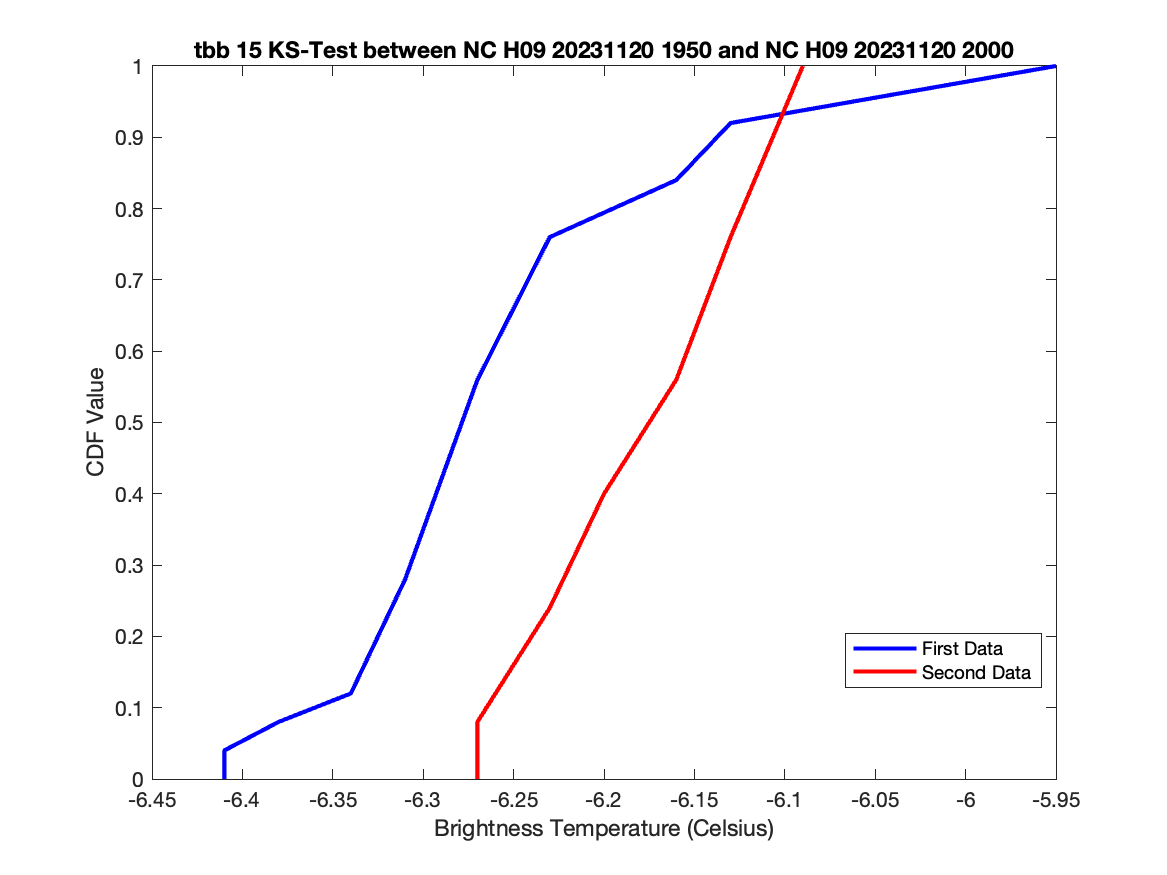 tbb 15 KS-Test between NC H09 20231120 1950 and NC H09 20231120 2000
1
0.9
0.8
0.7
0.6
0.5
0.4
0.3
0.2
0.1
0
CDF Value
First Data
Second Data
-6.45 -6.4 -6.35 -6.3 -6.25 -6.2 -6.15 -6.1 -6.05 -6 -5.95
Brightness Temperature (Celsius)